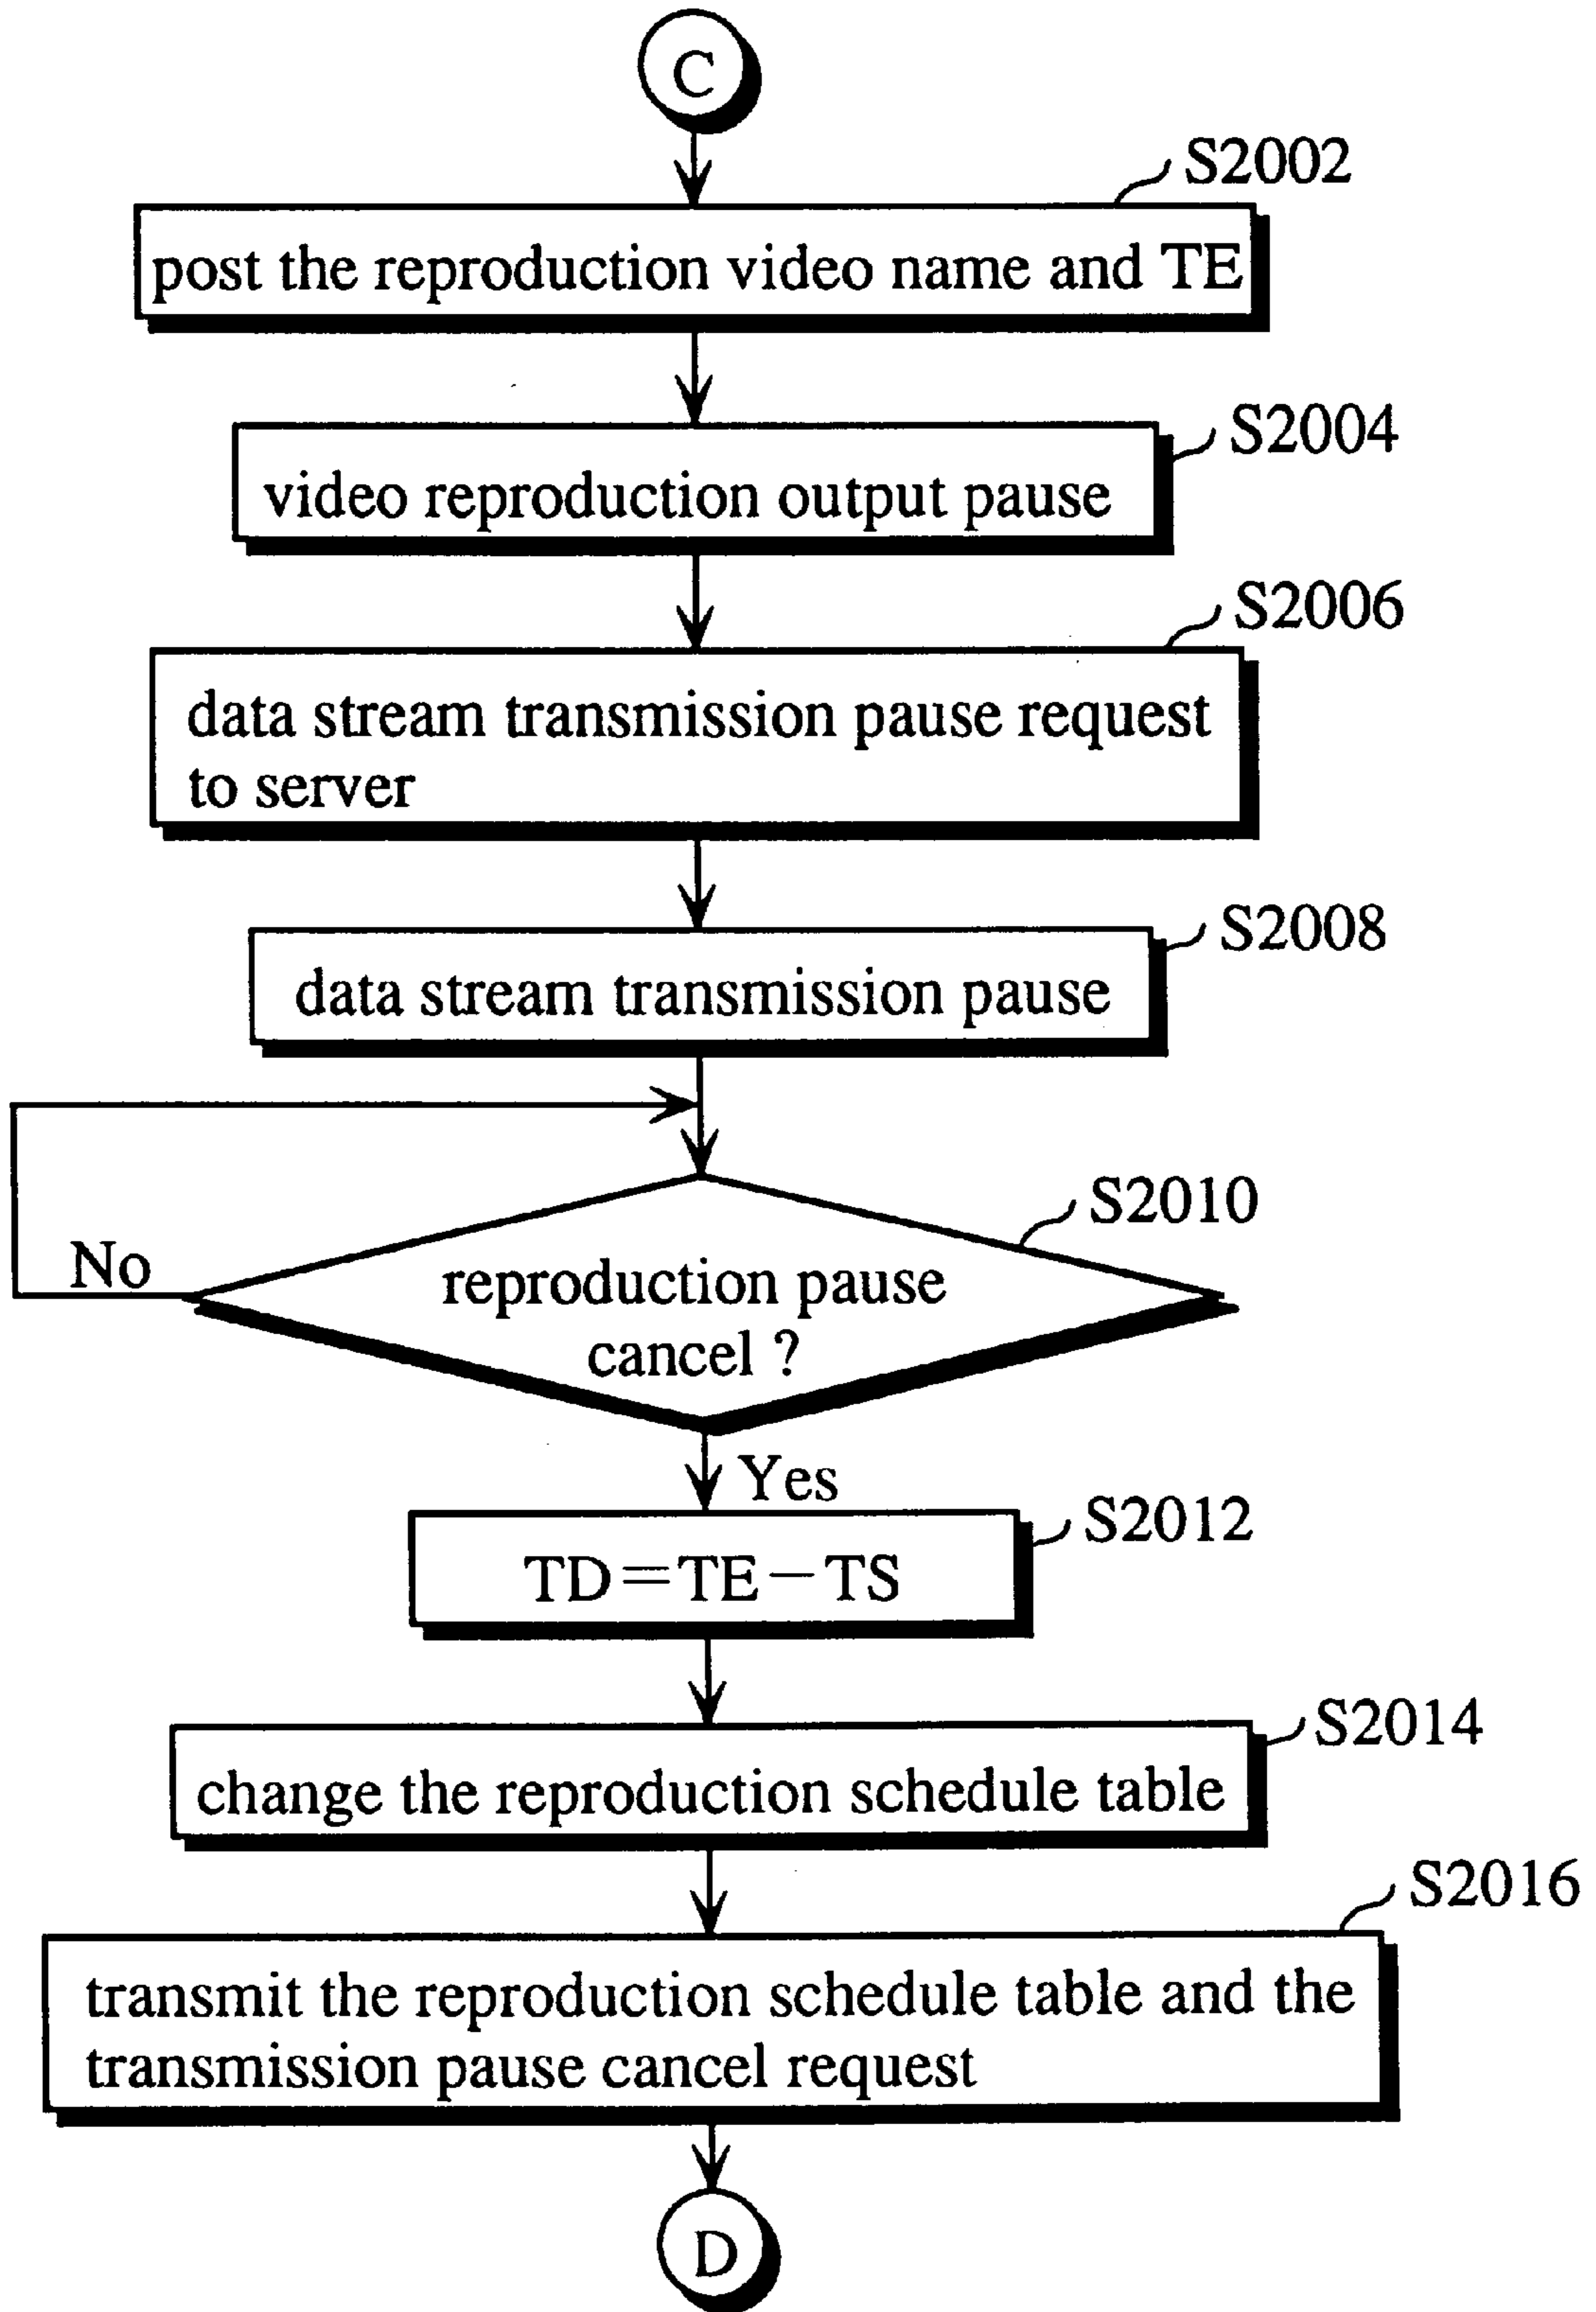 C
S2002
post the reproduction video name and TE
S2004
video reproduction output pause
S2006
data stream transmission pause request
to server
S2008
data stream transmission pause
S2010
No
reproduction pause
cancel ?
Yes
S2012
TD=TE−TS
S2014
change the reproduction schedule table
S2016
transmit the reproduction schedule table and the
transmission pause cancel request
D